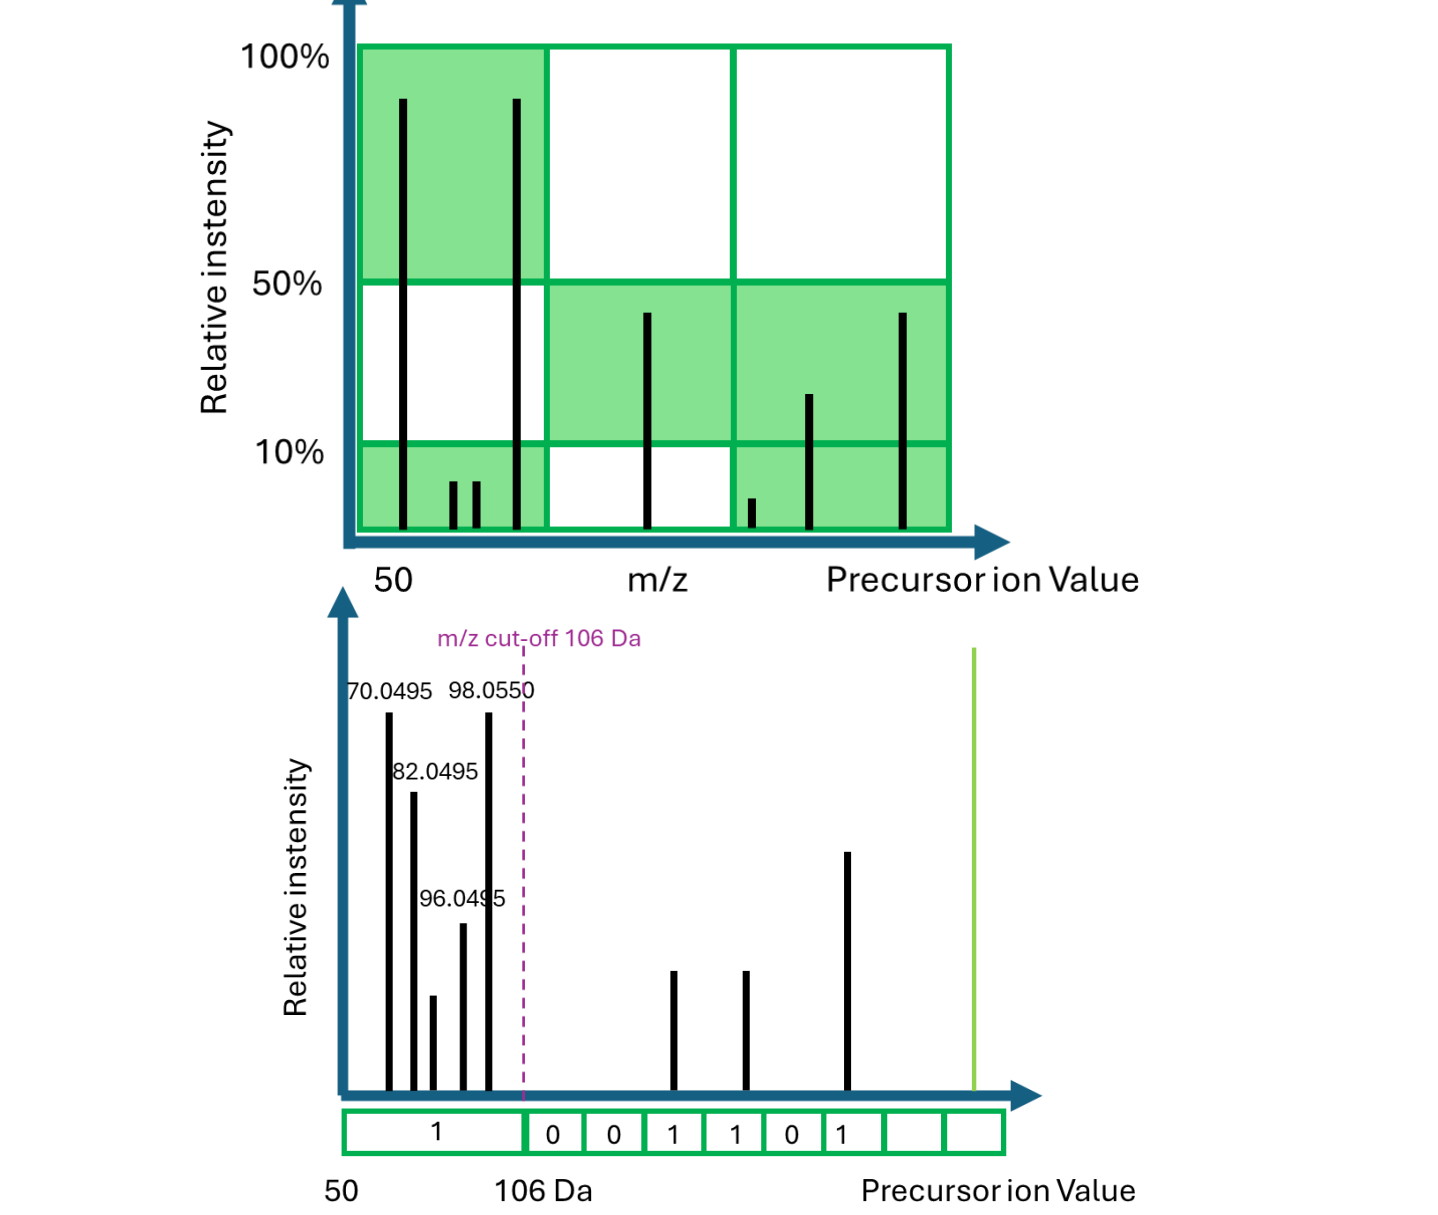 100%
50%
10%
Relative instensity
50 m/z Precursor ion Value
m/z cut-off 106 Da
70.0495 98.0550
82.0495
96.0495
Relative instensity
1 0 0 1 1 0 1
50 106 Da Precursor ion Value